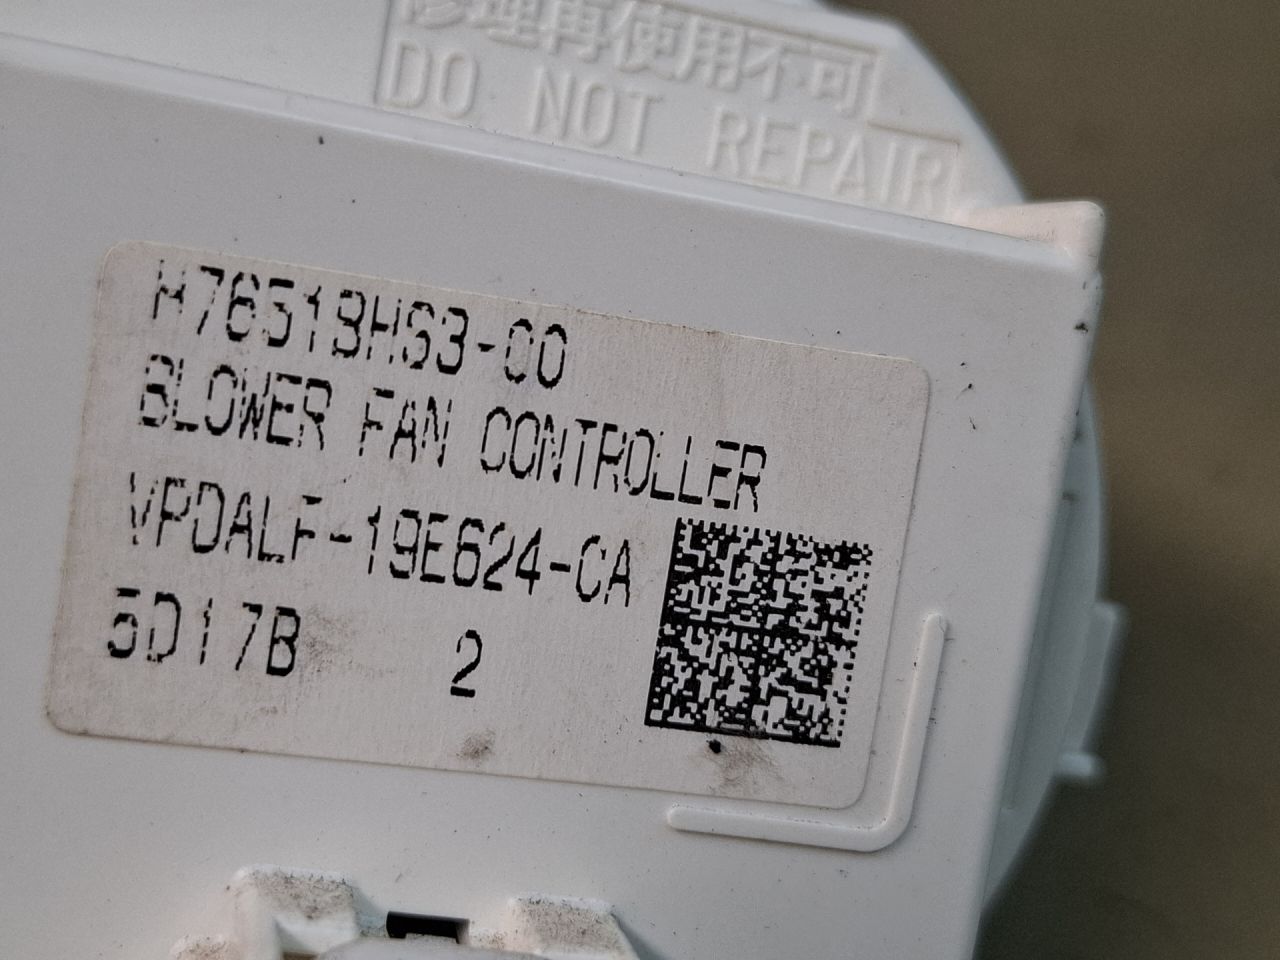 修理再使用不可
DO NOT REPAIR
H7651BHS3-00
BLOWER FAN CONTROLLER
VPDALF-19E624-CA
5D17B 2